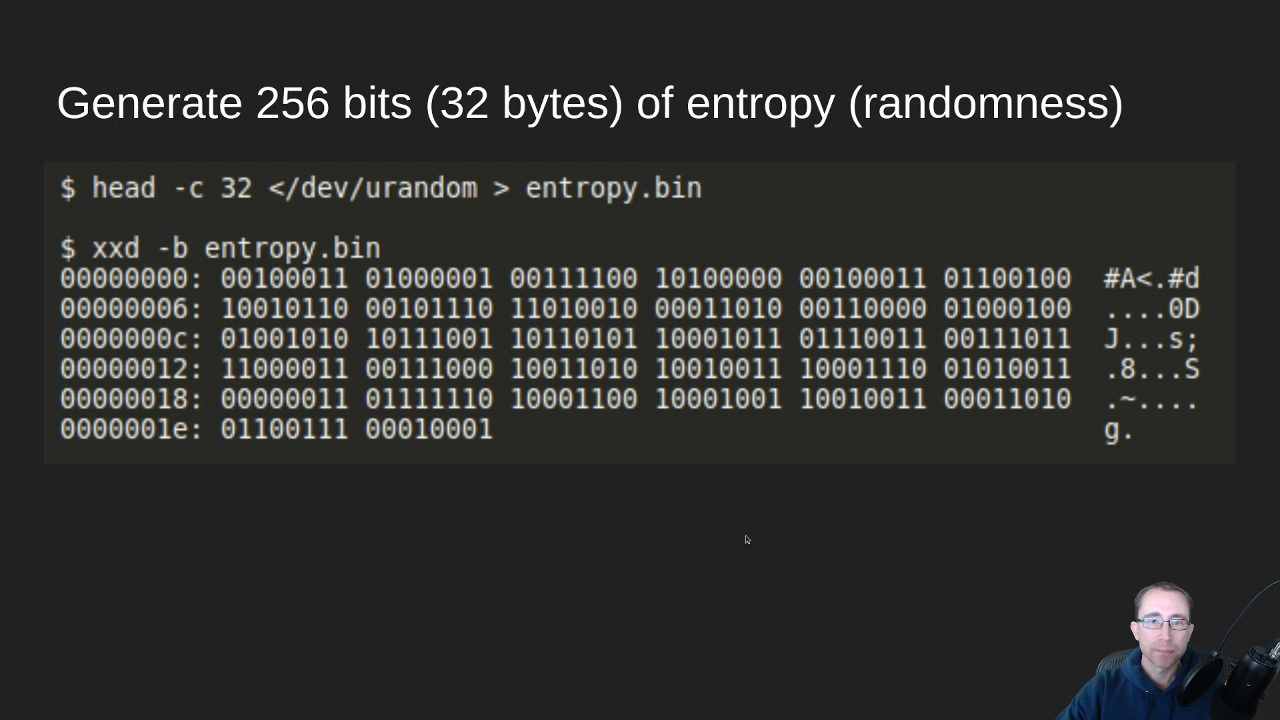 Generate 256 bits (32 bytes) of entropy (randomness)
$ head -c 32 </dev/urandom > entropy.bin
$ xxd -b entropy.bin
00000000: 00100011 01000001 00111100 10100000 00100011 01100100  #A<.#d
00000006: 10010110 00101110 11010010 00011010 00110000 01000100  ....0D
0000000c: 01001010 10111001 10110101 10001011 01110011 00111011  J...s;
00000012: 11000011 00111000 10011010 10010011 10001110 01010011  .8...S
00000018: 00000011 01111110 10001100 10001001 10010011 00011010  .~....
0000001e: 01100111 00010001  g.